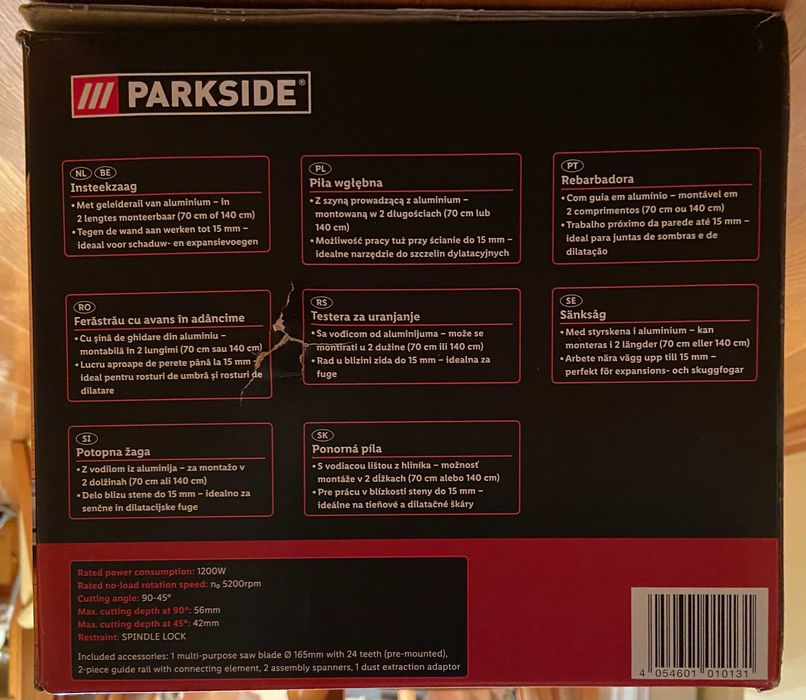 /// PARKSIDE®
NL BE
Insteekzaag
• Met geleiderail van aluminium – in
2 lengtes monteerbaar (70 cm of 140 cm)
• Tegen de wand aan werken tot 15 mm –
ideaal voor schaduw- en expansievoegen
PL
Piła wgłębna
• Z szyną prowadzącą z aluminium –
montowaną w 2 długościach (70 cm lub
140 cm)
• Możliwość pracy tuż przy ścianie do 15 mm –
idealne narzędzie do szczelin dylatacyjnych
PT
Rebarbadora
• Com guia em alumínio – montável em
2 comprimentos (70 cm ou 140 cm)
• Trabalho próximo da parede até 15 mm –
ideal para juntas de sombras e de
dilatação
RO
Ferăstrău cu avans în adâncime
• Cu șină de ghidare din aluminiu –
montabilă în 2 lungimi (70 cm sau 140 cm)
• Lucru aproape de perete până la 15 mm –
ideal pentru rosturi de umbră și rosturi de
dilatare
RS
Testera za uranjanje
• Sa vođicom od aluminijuma – može se
montirati u 2 dužine (70 cm ili 140 cm)
• Rad u blizini zida do 15 mm – idealna za
fuge
SE
Sänksåg
• Med styrskena i aluminium – kan
monteras i 2 längder (70 cm eller 140 cm)
• Arbete nära vägg upp till 15 mm –
perfekt för expansions- och skuggfogar
SI
Potopna žaga
• Z vodilom iz aluminija – za montažo v
2 dolžinah (70 cm ali 140 cm)
• Delo blizu stene do 15 mm – idealno za
senčne in dilatacijske fuge
SK
Ponorná píla
• S vodiacou lištou z hliníka – možnosť
montáže v 2 dĺžkach (70 cm alebo 140 cm)
• Pre prácu v blízkosti steny do 15 mm –
ideálne na tieňové a dilatačné škáry
Rated power consumption: 1200W
Rated no-load rotation speed: n₀ 5200rpm
Cutting angle: 90-45°
Max. cutting depth at 90°: 56mm
Max. cutting depth at 45°: 42mm
Restraint: SPINDLE LOCK
Included accessories: 1 multi-purpose saw blade Ø 165mm with 24 teeth (pre-mounted),
2-piece guide rail with connecting element, 2 assembly spanners, 1 dust extraction adaptor
4 054601 010131